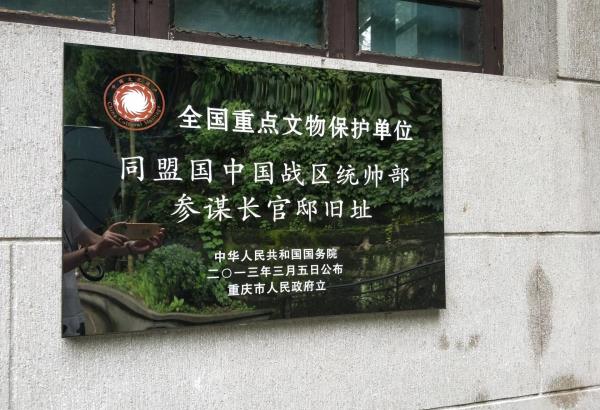 全国重点文物保护单位
同盟国中国战区统帅部
参谋长官邸旧址
中华人民共和国国务院
二〇一三年三月五日公布
重庆市人民政府立